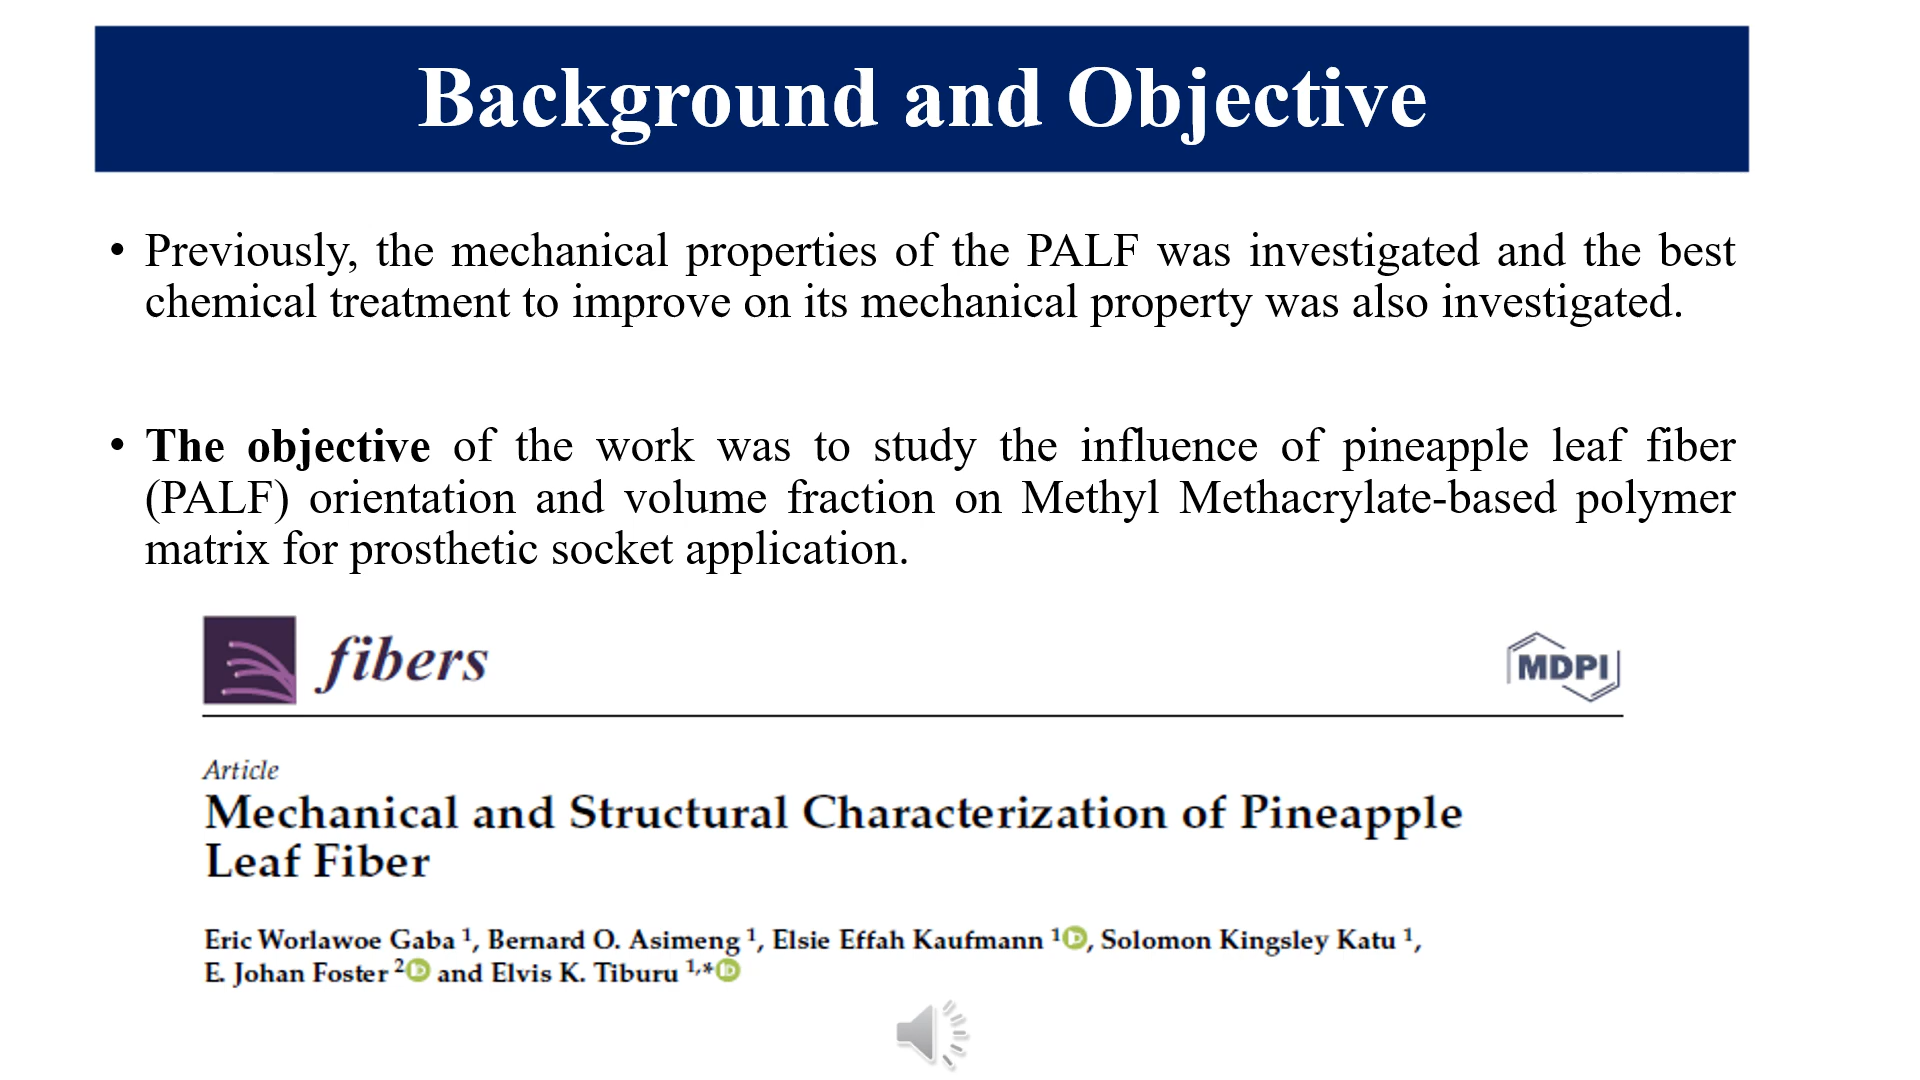 Background and Objective
• Previously, the mechanical properties of the PALF was investigated and the best
chemical treatment to improve on its mechanical property was also investigated.
• The objective of the work was to study the influence of pineapple leaf fiber
(PALF) orientation and volume fraction on Methyl Methacrylate-based polymer
matrix for prosthetic socket application.
fibers
MDPI
Article
Mechanical and Structural Characterization of Pineapple
Leaf Fiber
Eric Worlawoe Gaba 1, Bernard O. Asimeng 1, Elsie Effah Kaufmann 1 iD, Solomon Kingsley Katu 1,
E. Johan Foster 2 iD and Elvis K. Tiburu 1,* iD